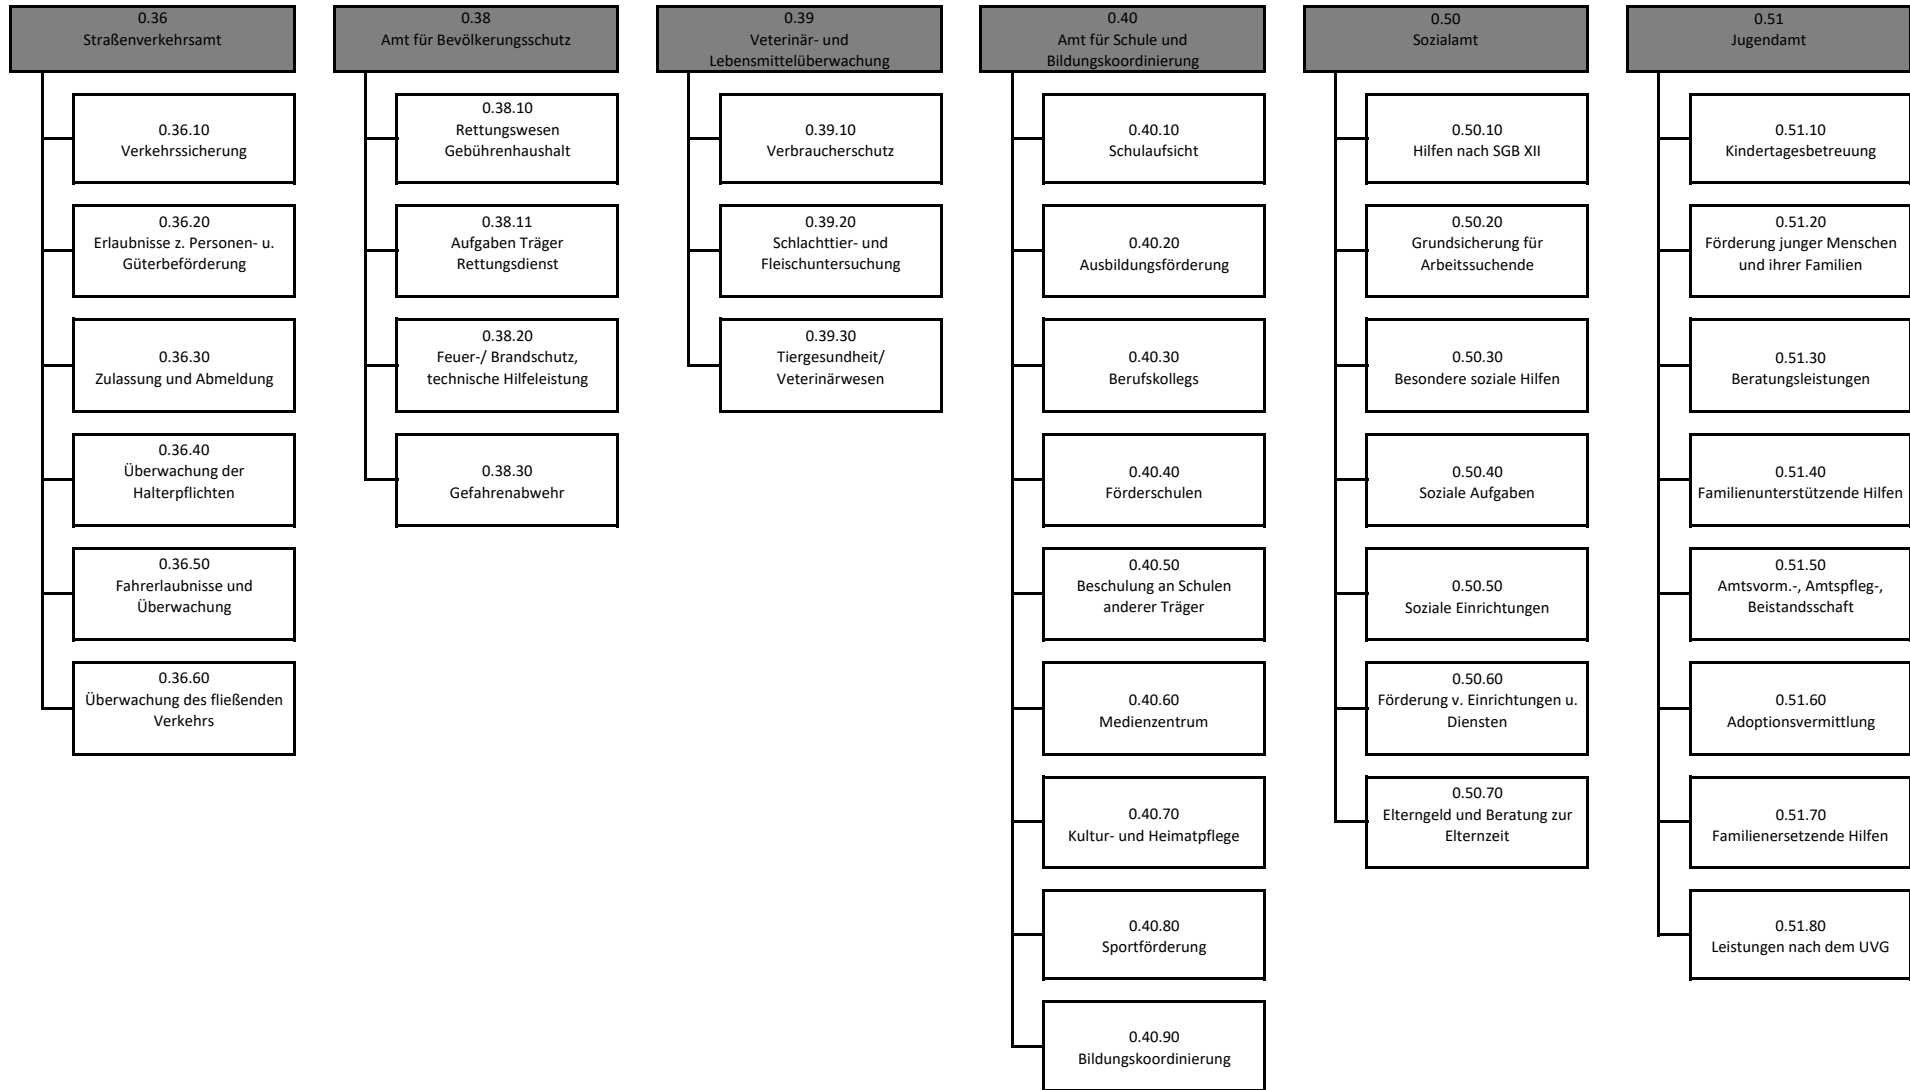 0.36
Straßenverkehrsamt
0.36.10
Verkehrssicherung
0.36.20
Erlaubnisse z. Personen- u.
Güterbeförderung
0.36.30
Zulassung und Abmeldung
0.36.40
Überwachung der
Halterpflichten
0.36.50
Fahrerlaubnisse und
Überwachung
0.36.60
Überwachung des fließenden
Verkehrs
0.38
Amt für Bevölkerungsschutz
0.38.10
Rettungswesen
Gebührenhaushalt
0.38.11
Aufgaben Träger
Rettungsdienst
0.38.20
Feuer-/ Brandschutz,
technische Hilfeleistung
0.38.30
Gefahrenabwehr
0.39
Veterinär- und
Lebensmittelüberwachung
0.39.10
Verbraucherschutz
0.39.20
Schlachttier- und
Fleischuntersuchung
0.39.30
Tiergesundheit/
Veterinärwesen
0.40
Amt für Schule und
Bildungskoordinierung
0.40.10
Schulaufsicht
0.40.20
Ausbildungsförderung
0.40.30
Berufskollegs
0.40.40
Förderschulen
0.40.50
Beschulung an Schulen
anderer Träger
0.40.60
Medienzentrum
0.40.70
Kultur- und Heimatpflege
0.40.80
Sportförderung
0.40.90
Bildungskoordinierung
0.50
Sozialamt
0.50.10
Hilfen nach SGB XII
0.50.20
Grundsicherung für
Arbeitssuchende
0.50.30
Besondere soziale Hilfen
0.50.40
Soziale Aufgaben
0.50.50
Soziale Einrichtungen
0.50.60
Förderung v. Einrichtungen u.
Diensten
0.50.70
Elterngeld und Beratung zur
Elternzeit
0.51
Jugendamt
0.51.10
Kindertagesbetreuung
0.51.20
Förderung junger Menschen
und ihrer Familien
0.51.30
Beratungsleistungen
0.51.40
Familienunterstützende Hilfen
0.51.50
Amtsvorm.-, Amtspfleg-,
Beistandsschaft
0.51.60
Adoptionsvermittlung
0.51.70
Familienersetzende Hilfen
0.51.80
Leistungen nach dem UVG